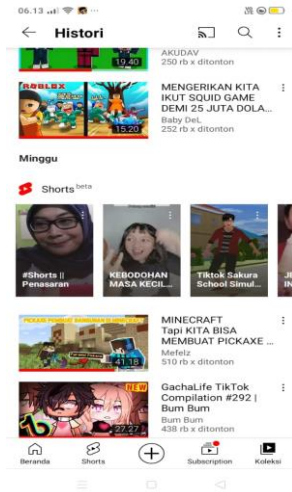 06.13
Histori
AKUDAV
19.40
250 rb x ditonton
ROBLOX
MENGERIKAN KITA
IKUT SQUID GAME
DEMI 25 JUTA DOLA...
Baby DeL
15.20
252 rb x ditonton
Minggu
Shorts beta
#Shorts ||
Penasaran
KEBODOHAN
MASA KECIL...
Tiktok Sakura
School Simul...
MINECRAFT
Tapi KITA BISA
MEMBUAT PICKAXE ...
Mefelz
41.18
510 rb x ditonton
NEW
GachaLife TikTok
Compilation #292 |
Bum Bum
Bum Bum
27.27
438 rb x ditonton
Beranda
Shorts
Subscription
Koleksi